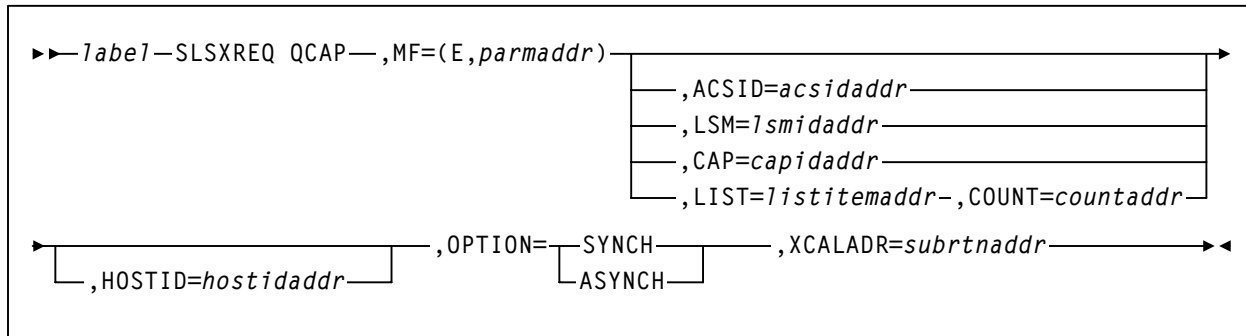 label SLSXREQ QCAP ,MF=(E,parmaddr)
,ACSID=acsidaddr
,LSM=lsmidaddr
,CAP=capidaddr
,LIST=listitemaddr ,COUNT=countaddr
,OPTION= SYNCH ,XCALADR=subrtnaddr
,HOSTID=hostidaddr ASYNCH